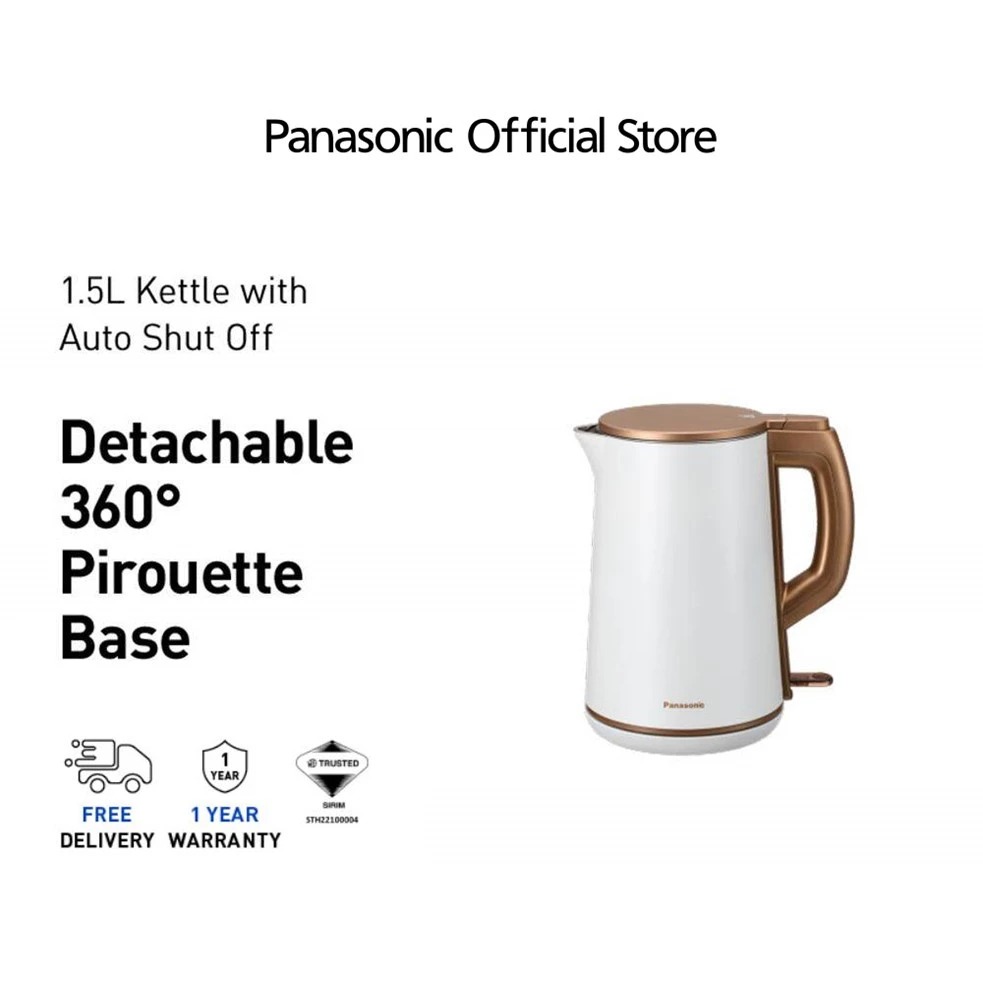 Panasonic Official Store
1.5L Kettle with
Auto Shut Off
Detachable
360°
Pirouette
Base
Panasonic
1
YEAR
TRUSTED
SIRIM
STH22100004
FREE
DELIVERY
1 YEAR
WARRANTY